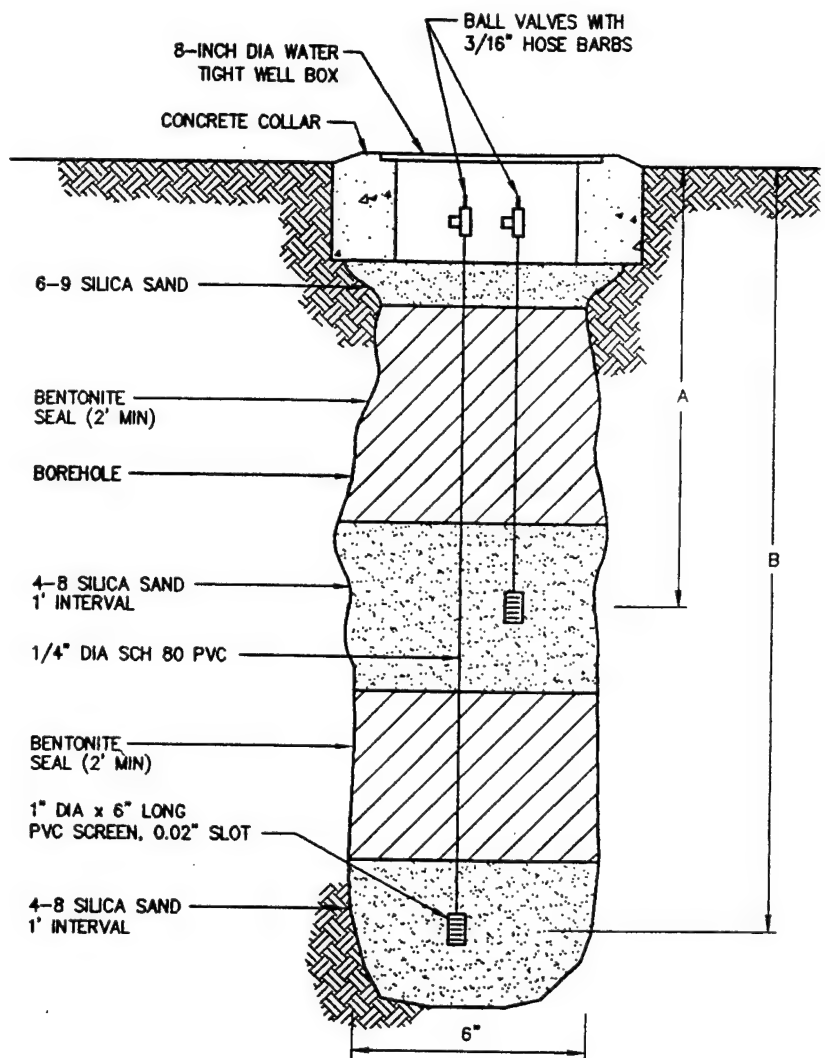 BALL VALVES WITH
3/16" HOSE BARBS
8-INCH DIA WATER
TIGHT WELL BOX
CONCRETE COLLAR
6-9 SILICA SAND
A
BENTONITE
SEAL (2' MIN)
BOREHOLE
B
4-8 SILICA SAND
1' INTERVAL
1/4" DIA SCH 80 PVC
BENTONITE
SEAL (2' MIN)
1" DIA x 6" LONG
PVC SCREEN, 0.02" SLOT
4-8 SILICA SAND
1' INTERVAL
6"